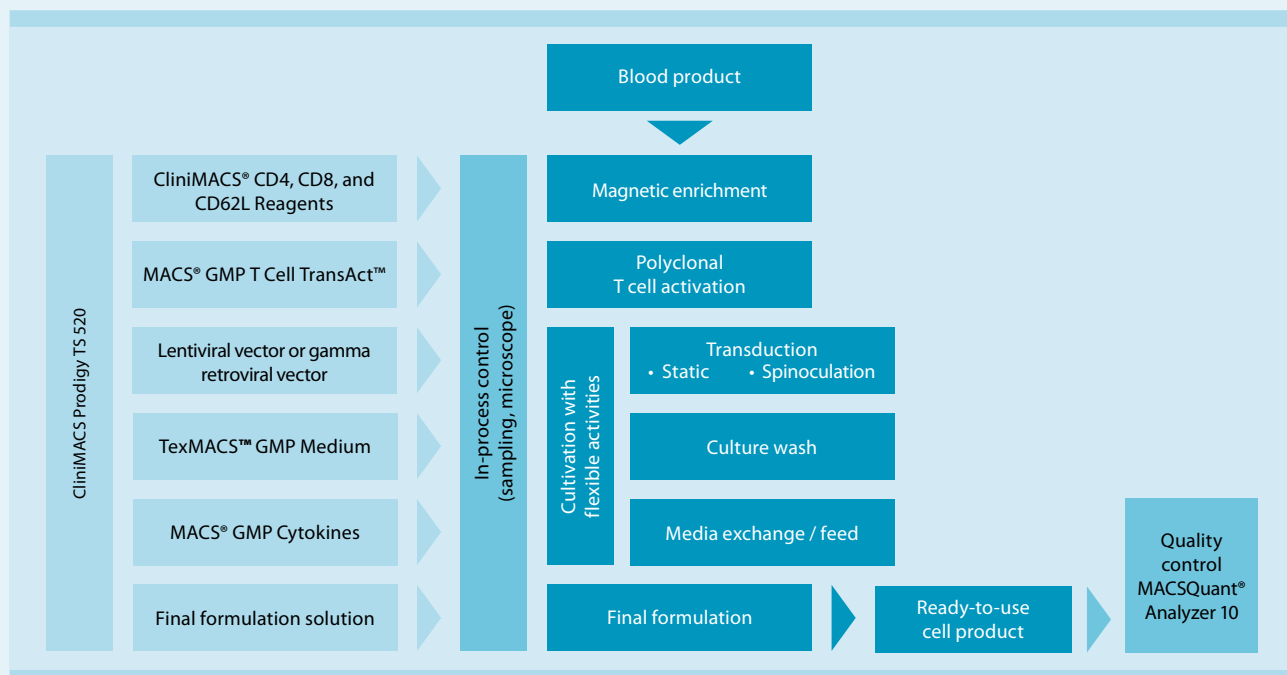 Blood product
CliniMACS Prodigy TS 520
CliniMACS® CD4, CD8, and
CD62L Reagents
MACS® GMP T Cell TransAct™
Lentiviral vector or gamma
retroviral vector
TexMACS™ GMP Medium
MACS® GMP Cytokines
Final formulation solution
In-process control
(sampling, microscope)
Magnetic enrichment
Polyclonal
T cell activation
Cultivation with
flexible activities
Transduction
• Static • Spinoculation
Culture wash
Media exchange / feed
Final formulation
Ready-to-use
cell product
Quality
control
MACSQuant®
Analyzer 10